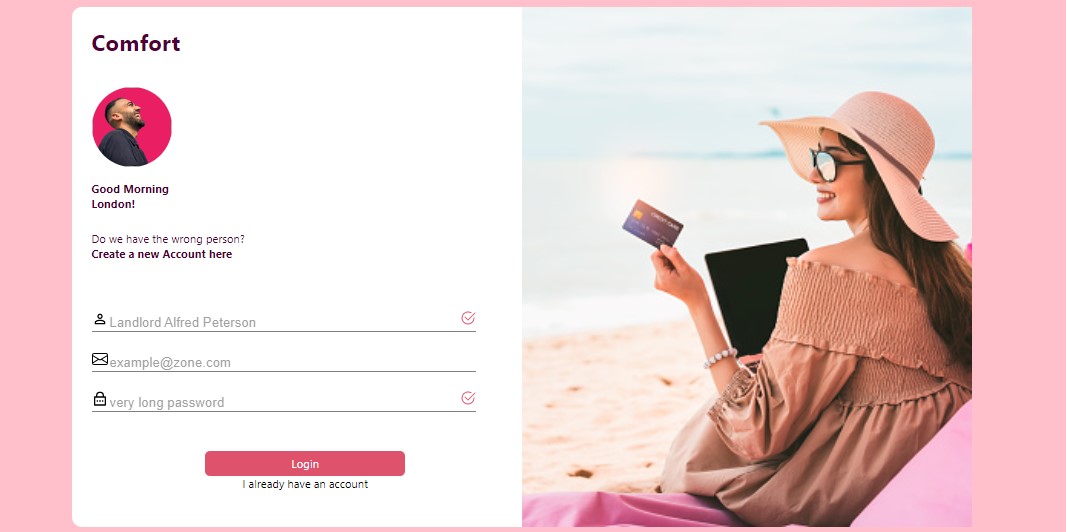 Comfort
Good Morning
London!
Do we have the wrong person?
Create a new Account here
Landlord Alfred Peterson
example@zone.com
very long password
Login
I already have an account
CREDIT CARD